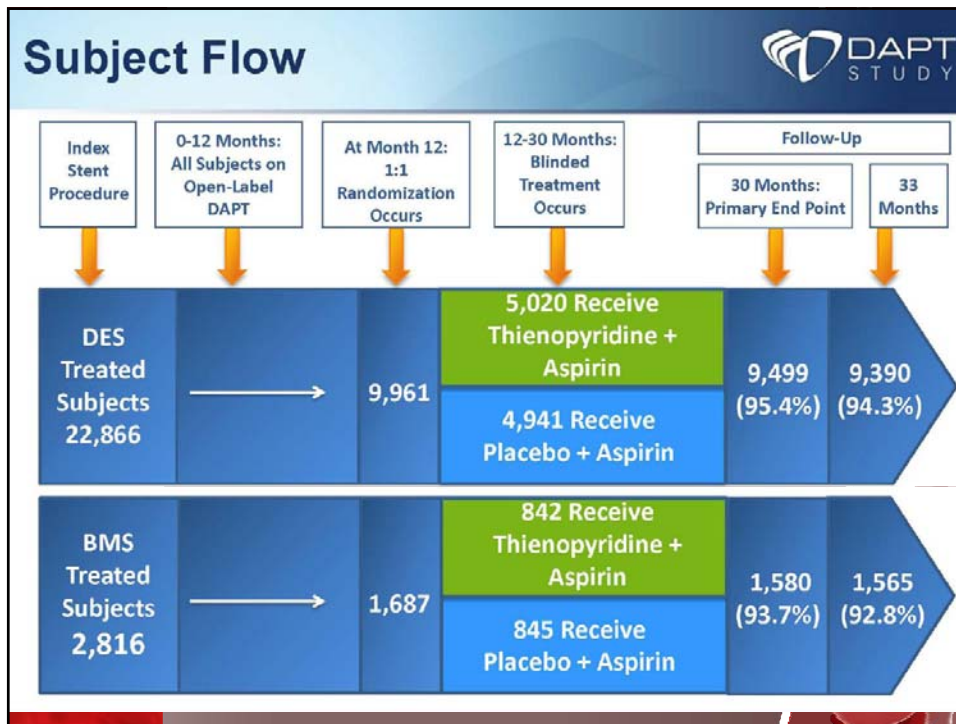 Subject Flow
DAPT
STUDY
Index
Stent
Procedure
0-12 Months:
All Subjects on
Open-Label
DAPT
At Month 12:
1:1
Randomization
Occurs
12-30 Months:
Blinded
Treatment
Occurs
Follow-Up
30 Months:
Primary End Point
33
Months
DES
Treated
Subjects
22,866
9,961
5,020 Receive
Thienopyridine +
Aspirin
4,941 Receive
Placebo + Aspirin
9,499
(95.4%)
9,390
(94.3%)
BMS
Treated
Subjects
2,816
1,687
842 Receive
Thienopyridine +
Aspirin
845 Receive
Placebo + Aspirin
1,580
(93.7%)
1,565
(92.8%)